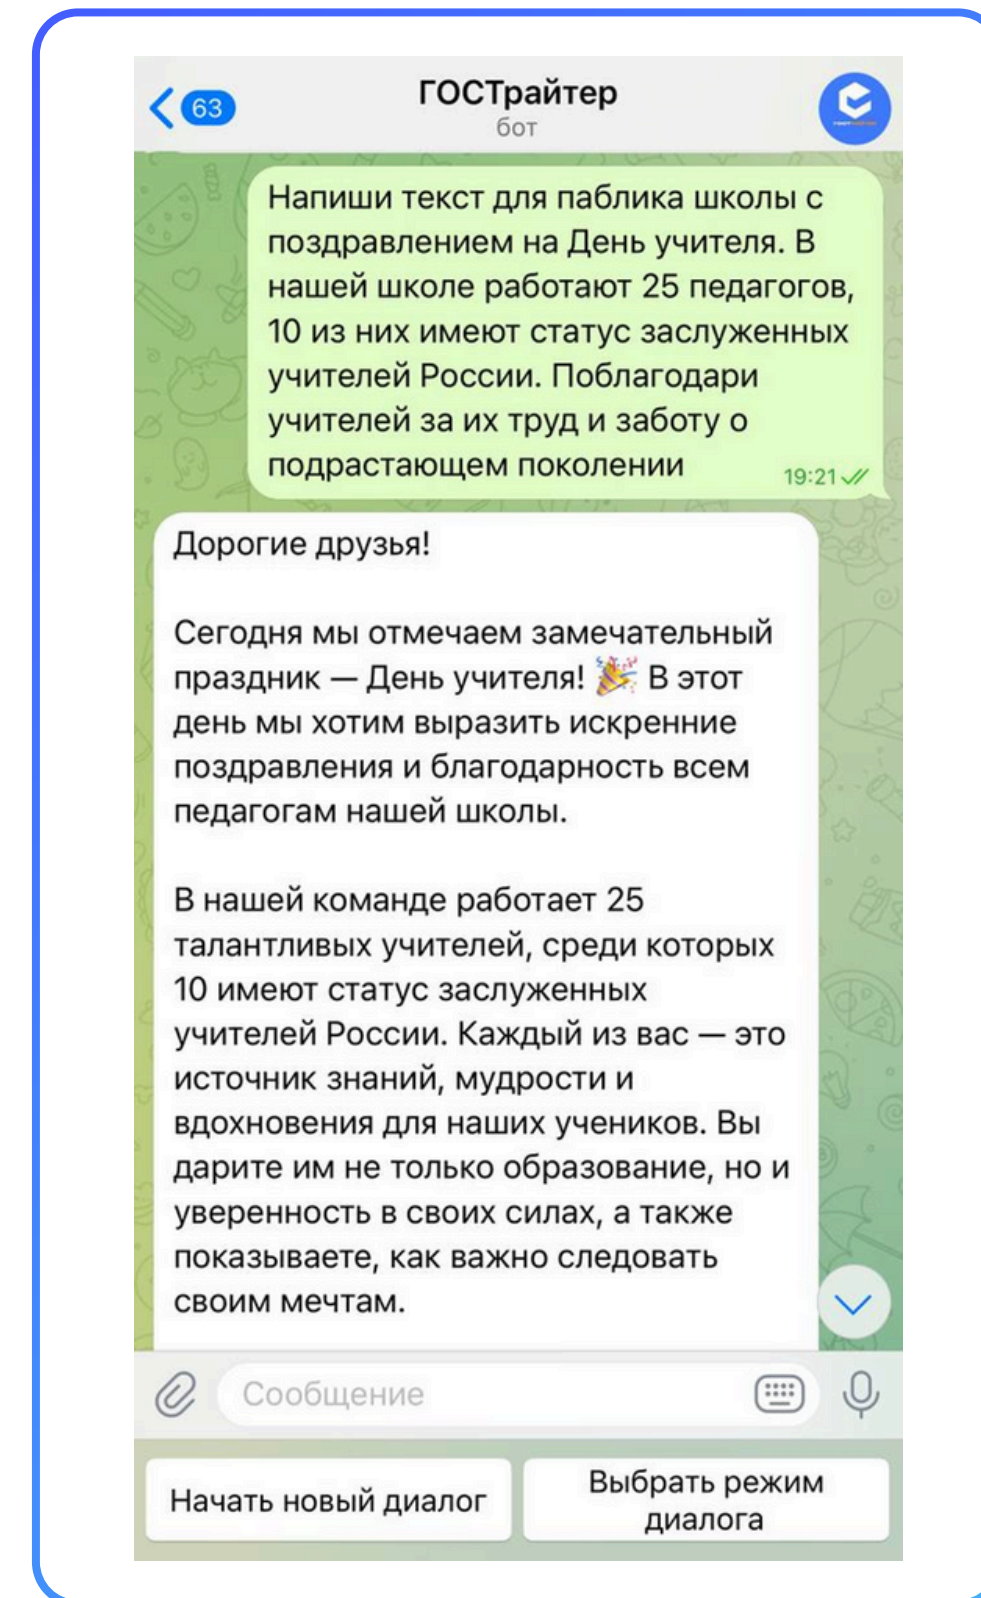 63
ГОСТрайтер
бот
Напиши текст для паблика школы с
поздравлением на День учителя. В
нашей школе работают 25 педагогов,
10 из них имеют статус заслуженных
учителей России. Поблагодари
учителей за их труд и заботу о
подрастающем поколении
19:21
Дорогие друзья!
Сегодня мы отмечаем замечательный
праздник — День учителя! 🎉 В этот
день мы хотим выразить искренние
поздравления и благодарность всем
педагогам нашей школы.
В нашей команде работает 25
талантливых учителей, среди которых
10 имеют статус заслуженных
учителей России. Каждый из вас — это
источник знаний, мудрости и
вдохновения для наших учеников. Вы
дарите им не только образование, но и
уверенность в своих силах, а также
показываете, как важно следовать
своим мечтам.
Сообщение
Начать новый диалог
Выбрать режим
диалога